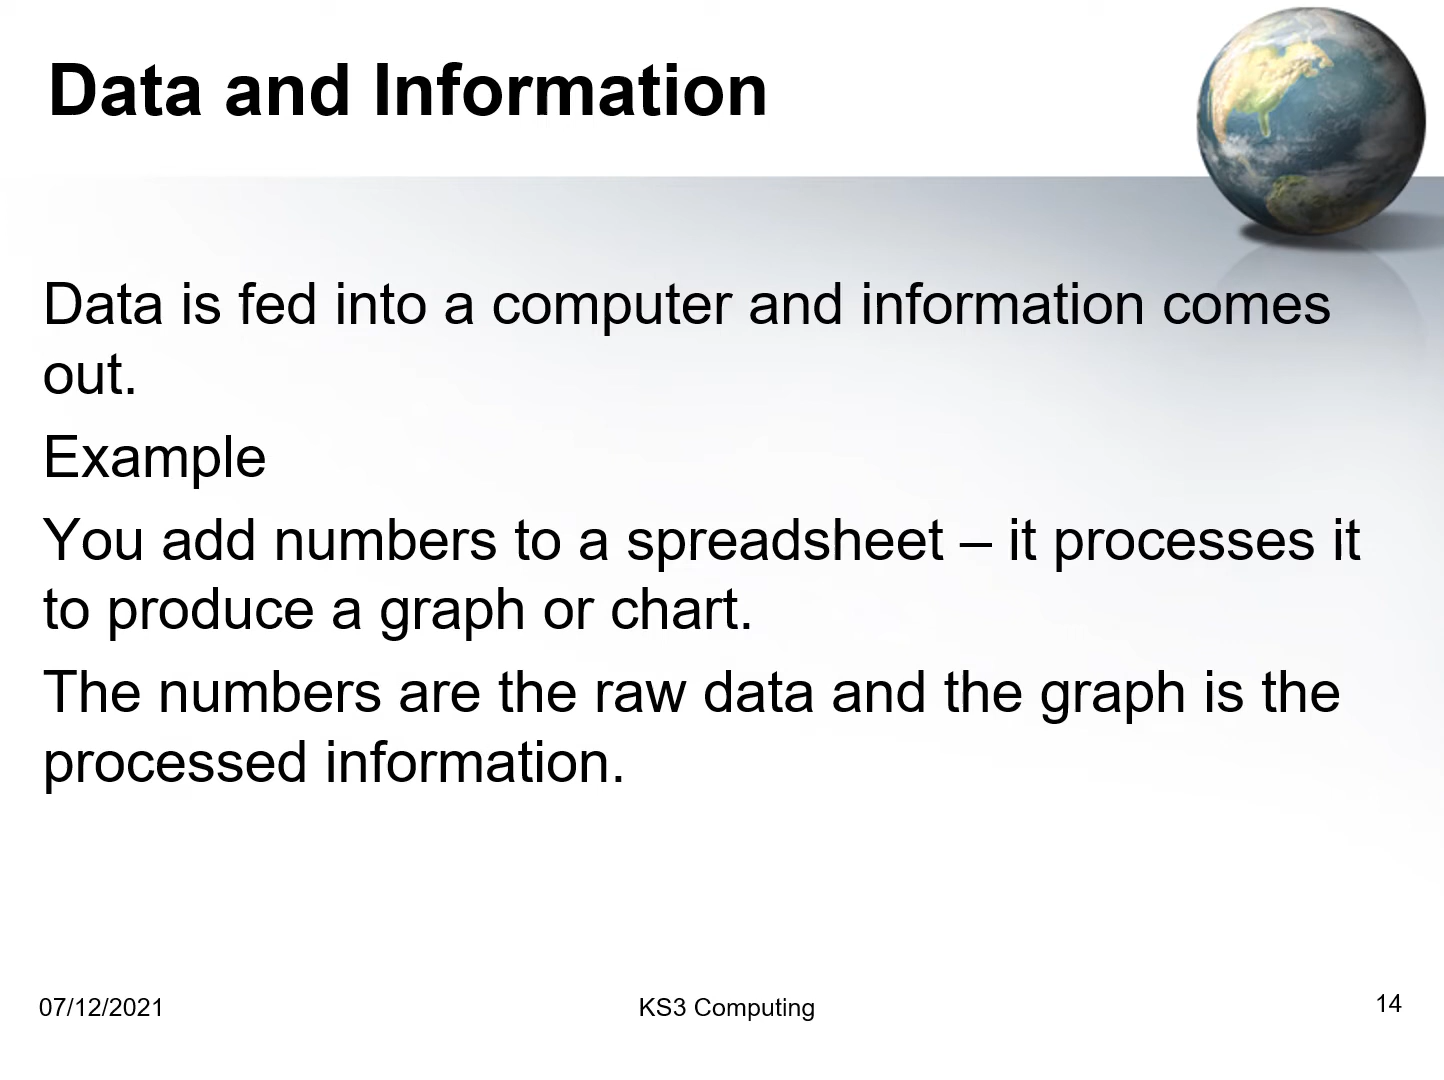 Data and Information
Data is fed into a computer and information comes
out.
Example
You add numbers to a spreadsheet – it processes it
to produce a graph or chart.
The numbers are the raw data and the graph is the
processed information.
07/12/2021
KS3 Computing
14